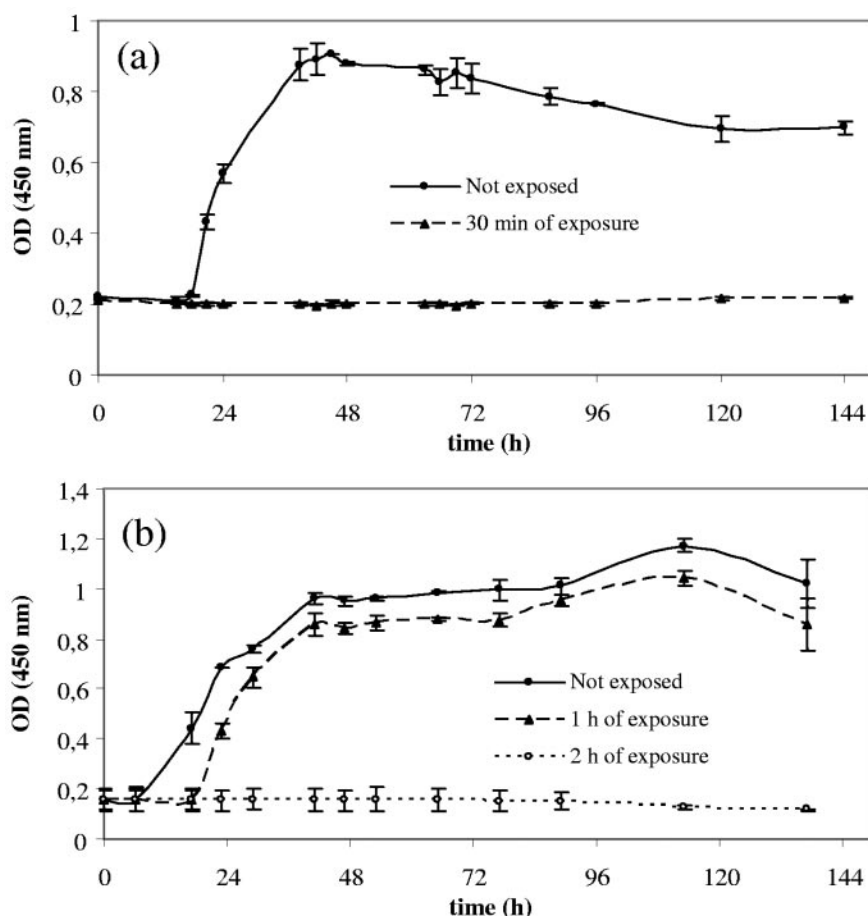 (a)
1
0,8
0,6
0,4
0,2
0
OD (450 nm)
Not exposed
30 min of exposure
0 24 48 72 96 120 144
time (h)
(b)
1,4
1,2
1
0,8
0,6
0,4
0,2
0
OD (450 nm)
Not exposed
1 h of exposure
2 h of exposure
0 24 48 72 96 120 144
time (h)